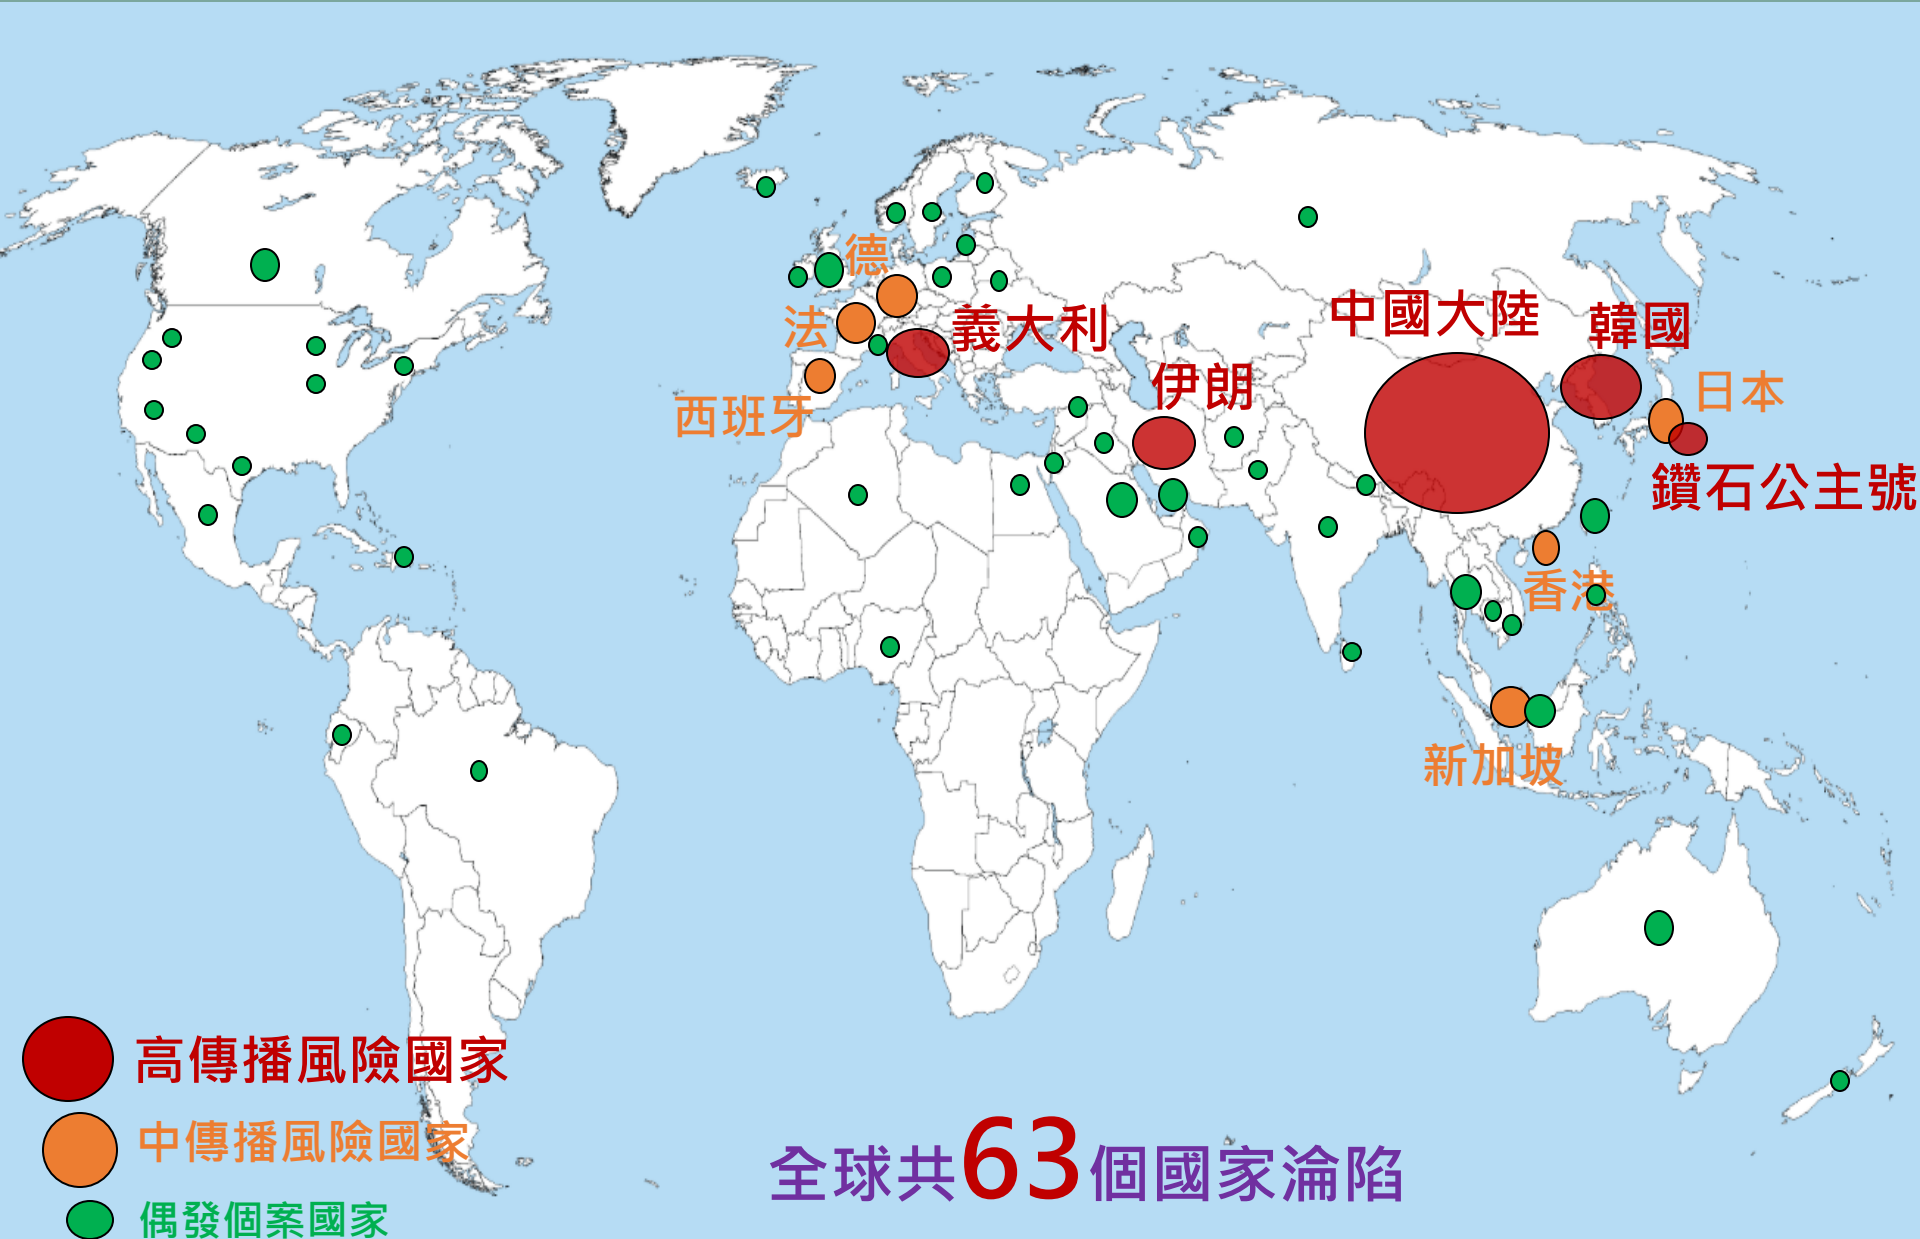 德
法
義大利
中國大陸
韓國
伊朗
日本
西班牙
鑽石公主號
香港
新加坡
高傳播風險國家
中傳播風險國家
偶發個案國家
全球共63個國家淪陷